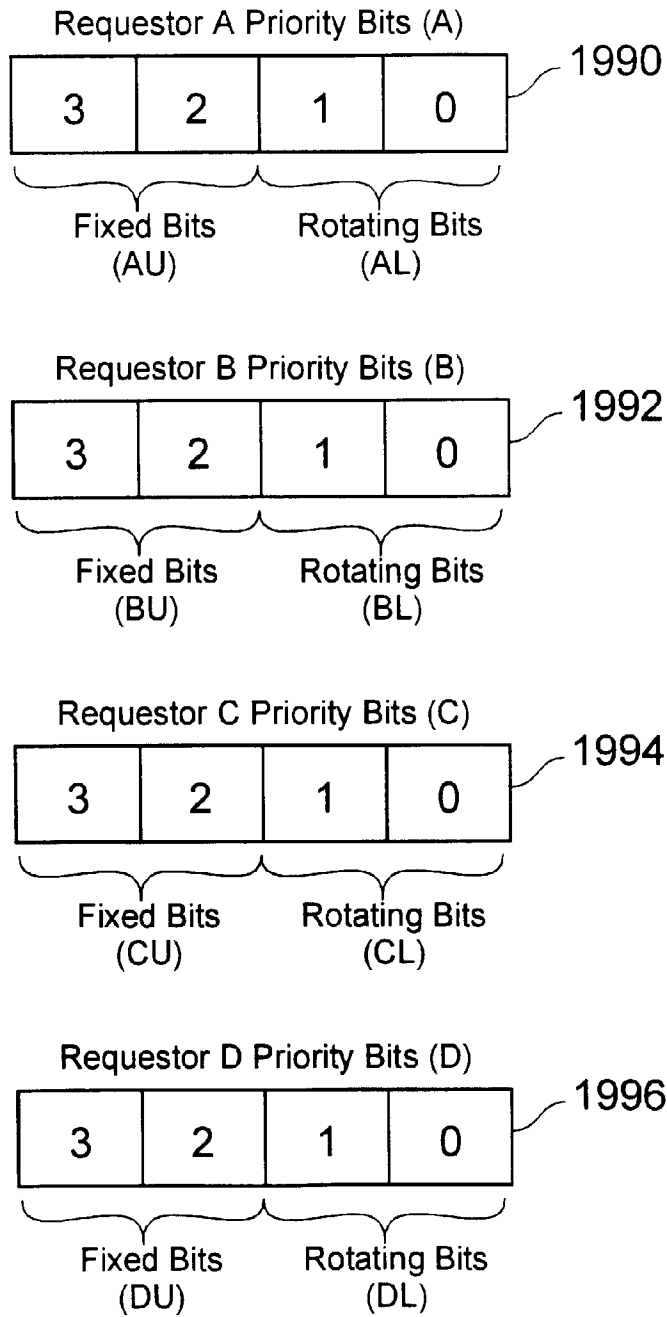 Requestor A Priority Bits (A)
1990
3 2 1 0
Fixed Bits Rotating Bits
(AU) (AL)
Requestor B Priority Bits (B)
1992
3 2 1 0
Fixed Bits Rotating Bits
(BU) (BL)
Requestor C Priority Bits (C)
1994
3 2 1 0
Fixed Bits Rotating Bits
(CU) (CL)
Requestor D Priority Bits (D)
1996
3 2 1 0
Fixed Bits Rotating Bits
(DU) (DL)